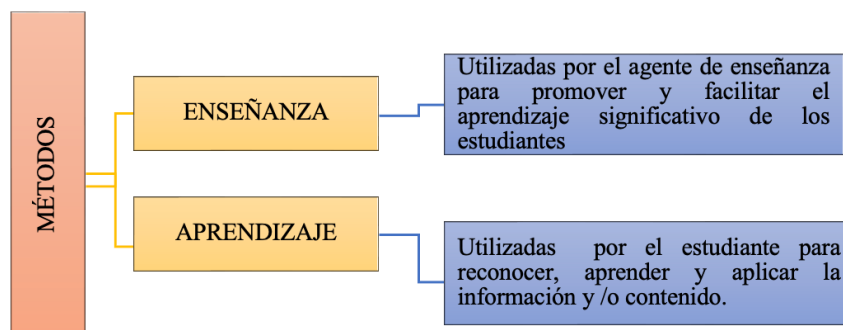 MÉTODOS
ENSEÑANZA
Utilizadas por el agente de enseñanza
para promover y facilitar el
aprendizaje significativo de los
estudiantes
APRENDIZAJE
Utilizadas por el estudiante para
reconocer, aprender y aplicar la
información y /o contenido.